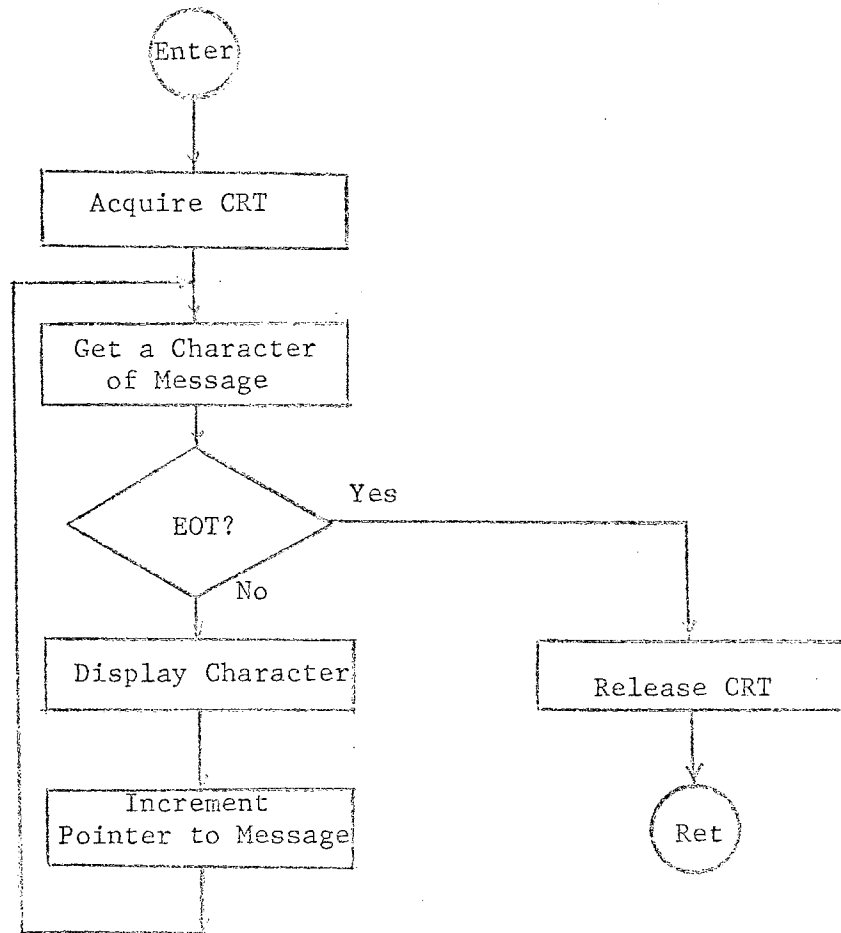 Enter
Acquire CRT
Get a Character
of Message
EOT?
Yes
No
Display Character
Release CRT
Increment
Pointer to Message
Ret